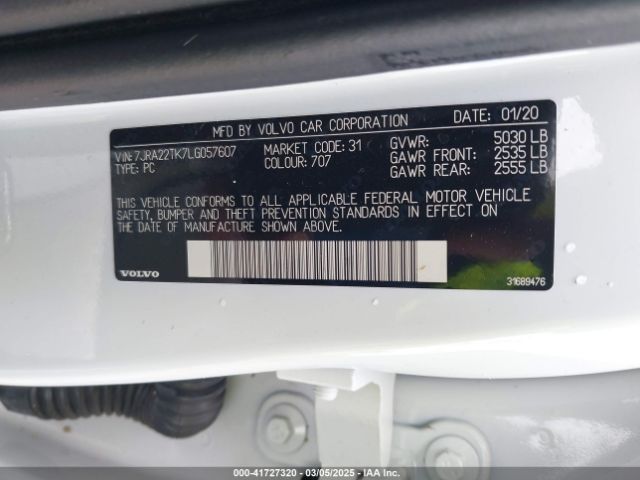 MFD BY VOLVO CAR CORPORATION DATE: 01/20
VIN: 7JRA22TK7LG057607 MARKET CODE: 31 GVWR: 5030 LB
TYPE: PC COLOUR: 707 GAWR FRONT: 2535 LB
GAWR REAR: 2555 LB
THIS VEHICLE CONFORMS TO ALL APPLICABLE FEDERAL MOTOR VEHICLE
SAFETY, BUMPER AND THEFT PREVENTION STANDARDS IN EFFECT ON
THE DATE OF MANUFACTURE SHOWN ABOVE.
VOLVO 31689476
000-41727320 — 03/05/2025 — IAA Inc.